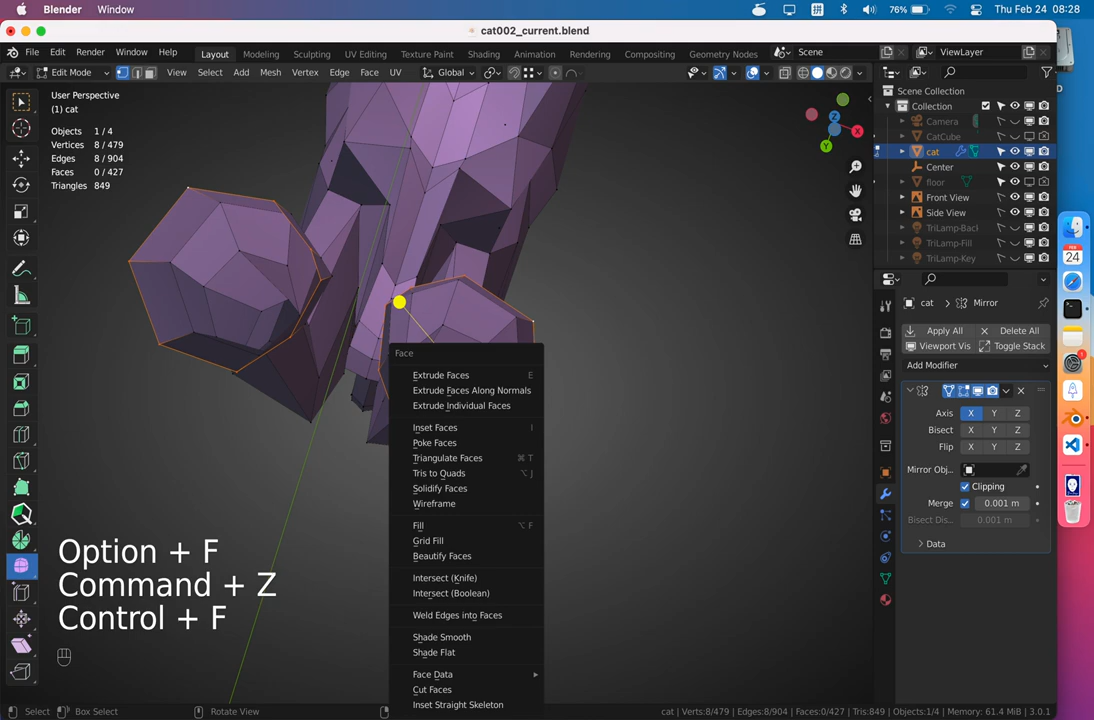 Blender Window 拼 76% Thu Feb 24 08:28
cat002_current.blend
File Edit Render Window Help Layout Modeling Sculpting UV Editing Texture Paint Shading Animation Rendering Compositing Geometry Nodes Scene ViewLayer
Edit Mode View Select Add Mesh Vertex Edge Face UV Global
User Perspective
(1) cat
Objects 1 / 4
Vertices 8 / 479
Edges 8 / 904
Faces 0 / 427
Triangles 849
Z
X
Y
Scene Collection
Collection
Camera
CatCube
cat
Center
floor
Front View
Side View
TriLamp-Back
TriLamp-Fill
TriLamp-Key
cat Mirror
Apply All Delete All
Viewport Vis Toggle Stack
Add Modifier
Axis X Y Z
Bisect X Y Z
Flip X Y Z
Mirror Obj...
Clipping
Merge 0.001 m
Bisect Dis... 0.001 m
Data
Face
Extrude Faces E
Extrude Faces Along Normals
Extrude Individual Faces
Inset Faces I
Poke Faces
Triangulate Faces ⌘ T
Tris to Quads ⌥ J
Solidify Faces
Wireframe
Fill ⌥ F
Grid Fill
Beautify Faces
Intersect (Knife)
Intersect (Boolean)
Weld Edges into Faces
Shade Smooth
Shade Flat
Face Data
Cut Faces
Inset Straight Skeleton
Option + F
Command + Z
Control + F
FEB
24
Select Box Select Rotate View cat | Verts:8/479 | Edges:8/904 | Faces:0/427 | Tris:849 | Objects:1/4 | Memory: 61.4 MiB | 3.0.1